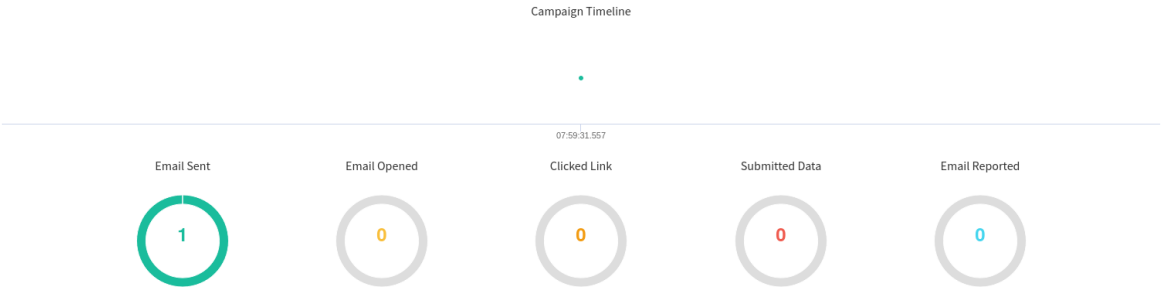 Campaign Timeline
07:59:31.557
Email Sent Email Opened Clicked Link Submitted Data Email Reported
1 0 0 0 0